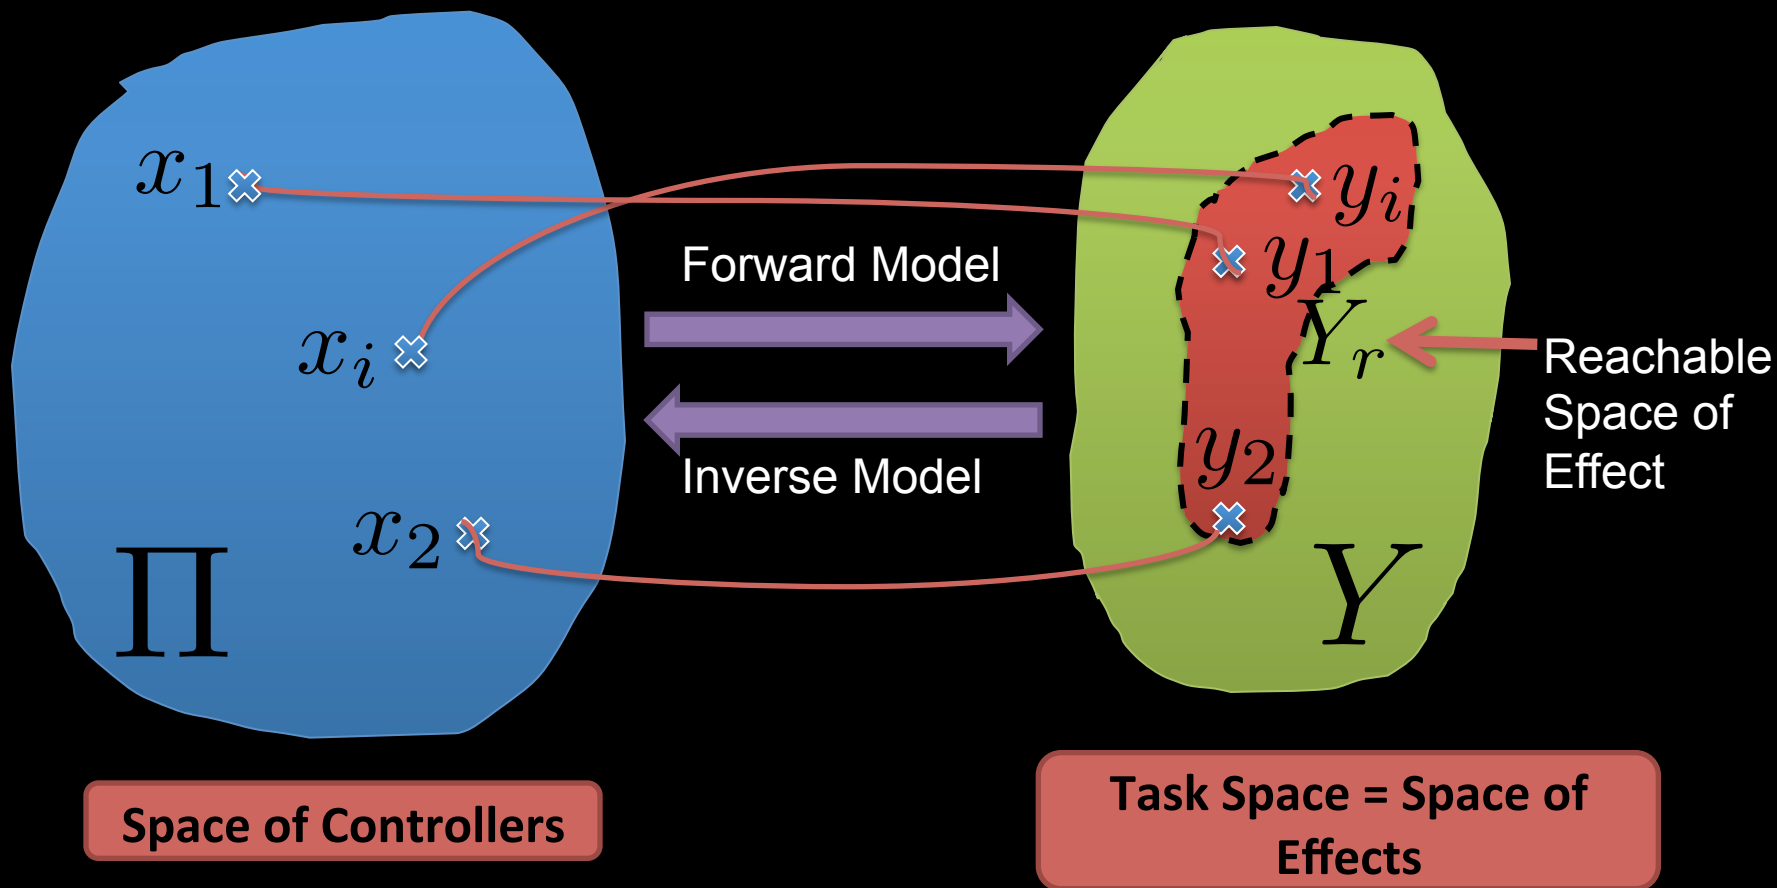 x₁
xᵢ
x₂
Π
Forward Model
Inverse Model
yᵢ
y₁
Yᵣ
y₂
Y
Reachable
Space of
Effect
Space of Controllers
Task Space = Space of
Effects